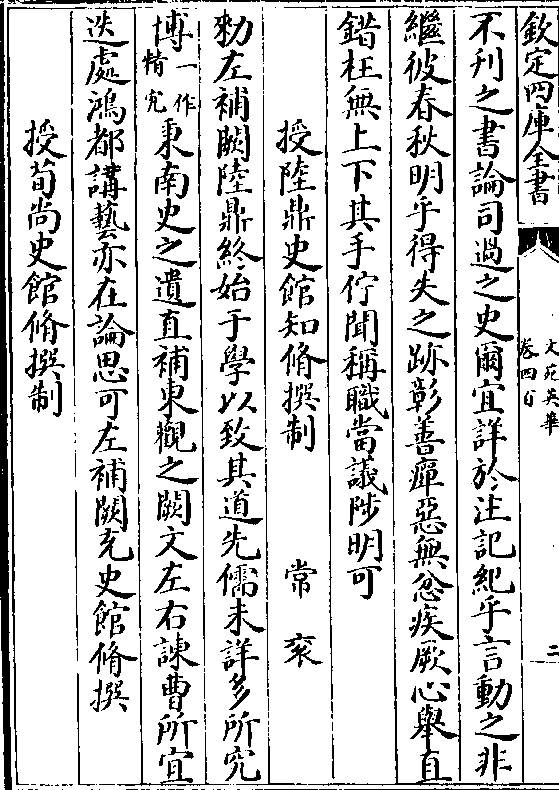 欽定四庫全書
文苑英華
卷四百
二
不刋之書論司過之史爾宜詳於注記紀乎言動之非
繼彼春秋明乎得失之跡彰善癉惡無忿疾厥心舉直
錯枉無上下其手佇聞稱職當議陟明可
授陸鼎史館知脩撰制 常衮
勑左補闕陸鼎終始于學以致其道先儒未詳多所究
博一作精究東南史之遺直補東觀之闕文左右諫曹所宜
迭處鴻都講藝亦在論思可左補闕充史館脩撰
授荀尚史館脩撰制